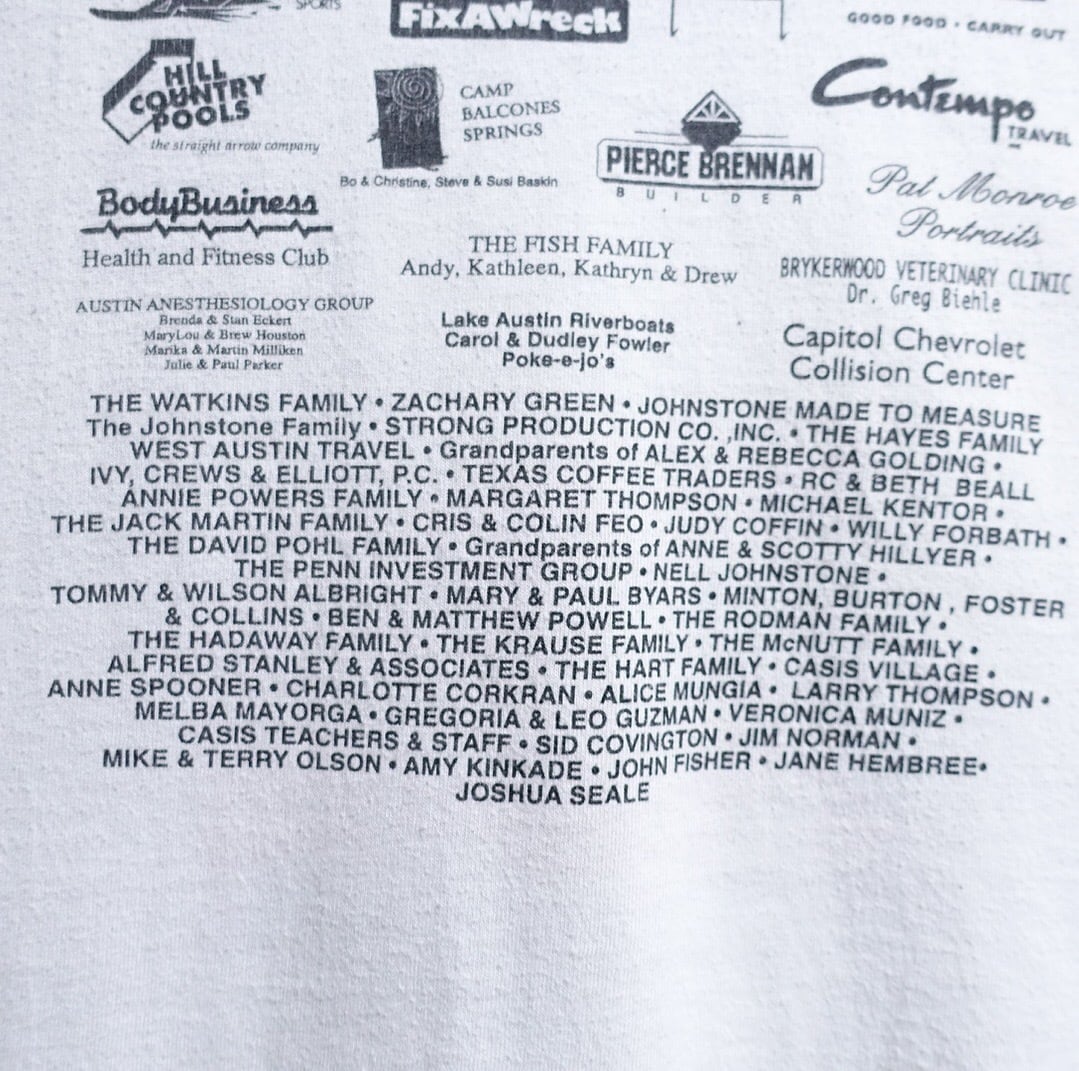 SPORTS
FixAWreck
GOOD FOOD • CARRY OUT
HILL
COUNTRY
POOLS
the straight arrow company
CAMP
BALCONES
SPRINGS
Bo & Christine, Steve & Susi Baskin
PIERCE BRENNAN
BUILDER
Contempo
TRAVEL
Pat Monroe
Portraits
BodyBusiness
Health and Fitness Club
THE FISH FAMILY
Andy, Kathleen, Kathryn & Drew
BRYKERWOOD VETERINARY CLINIC
Dr. Greg Biehle
AUSTIN ANESTHESIOLOGY GROUP
Brenda & Stan Eckert
MaryLou & Brew Houston
Marika & Martin Milliken
Julie & Paul Parker
Lake Austin Riverboats
Carol & Dudley Fowler
Poke-e-jo's
Capitol Chevrolet
Collision Center
THE WATKINS FAMILY • ZACHARY GREEN • JOHNSTONE MADE TO MEASURE
The Johnstone Family • STRONG PRODUCTION CO. ,INC. • THE HAYES FAMILY
WEST AUSTIN TRAVEL • Grandparents of ALEX & REBECCA GOLDING •
IVY, CREWS & ELLIOTT, P.C. • TEXAS COFFEE TRADERS • RC & BETH BEALL
ANNIE POWERS FAMILY • MARGARET THOMPSON • MICHAEL KENTOR •
THE JACK MARTIN FAMILY • CRIS & COLIN FEO • JUDY COFFIN • WILLY FORBATH •
THE DAVID POHL FAMILY • Grandparents of ANNE & SCOTTY HILLYER •
THE PENN INVESTMENT GROUP • NELL JOHNSTONE •
TOMMY & WILSON ALBRIGHT • MARY & PAUL BYARS • MINTON, BURTON , FOSTER
& COLLINS • BEN & MATTHEW POWELL • THE RODMAN FAMILY •
THE HADAWAY FAMILY • THE KRAUSE FAMILY • THE McNUTT FAMILY •
ALFRED STANLEY & ASSOCIATES • THE HART FAMILY • CASIS VILLAGE •
ANNE SPOONER • CHARLOTTE CORKRAN • ALICE MUNGIA • LARRY THOMPSON •
MELBA MAYORGA • GREGORIA & LEO GUZMAN • VERONICA MUNIZ •
CASIS TEACHERS & STAFF • SID COVINGTON • JIM NORMAN •
MIKE & TERRY OLSON • AMY KINKADE • JOHN FISHER • JANE HEMBREE•
JOSHUA SEALE